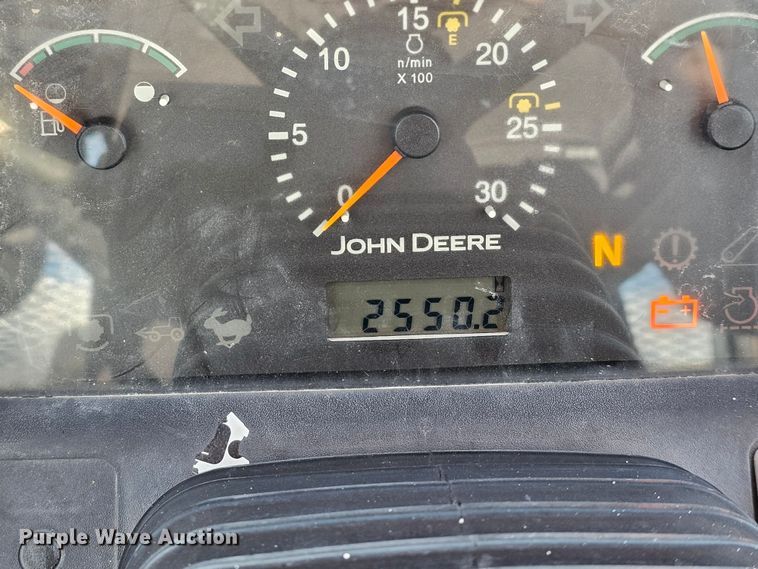 15
E
10
20
n/min
X 100
5
25
0
30
JOHN DEERE
N
2550.2
Purple Wave Auction